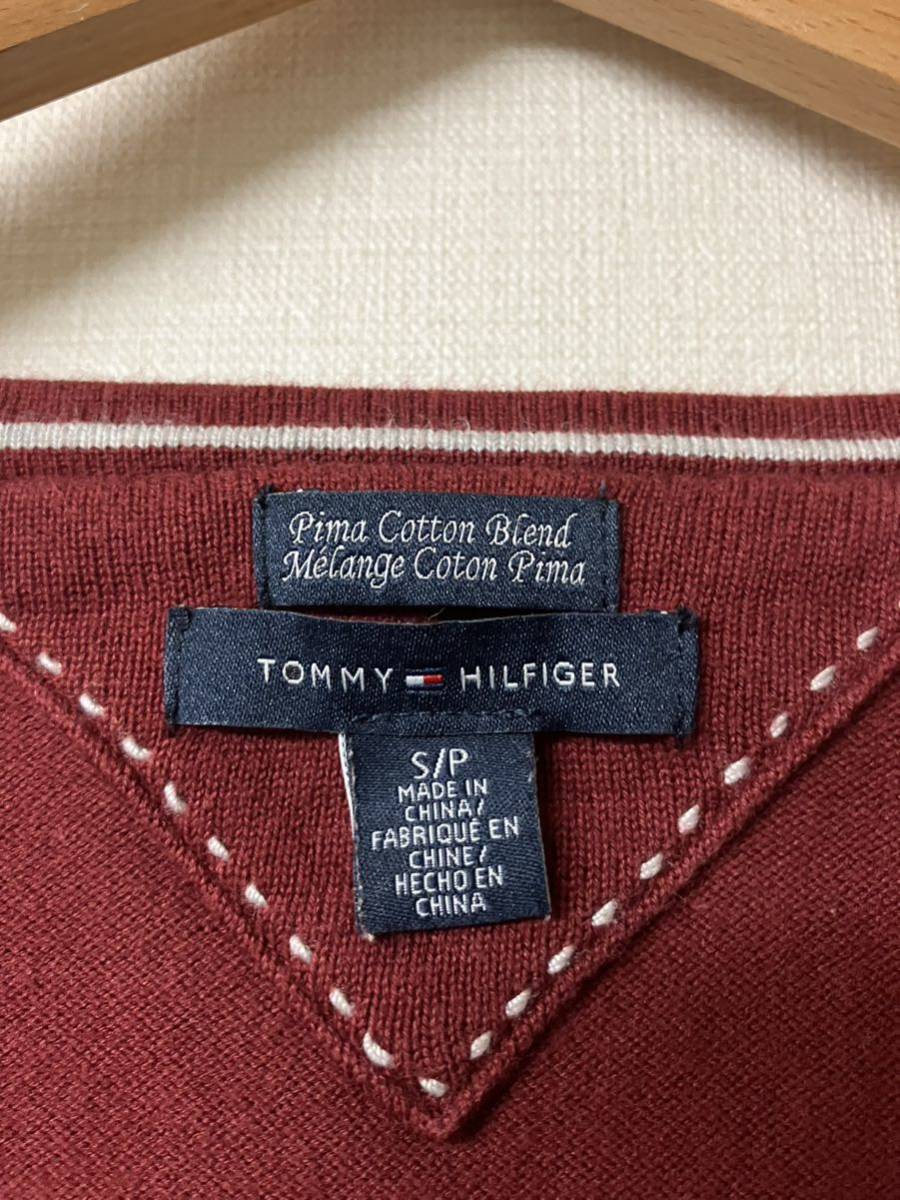 Pima Cotton Blend
Mélange Coton Pima
TOMMY HILFIGER
S/P
MADE IN
CHINA/
FABRIQUÉ EN
CHINE/
HECHO EN
CHINA